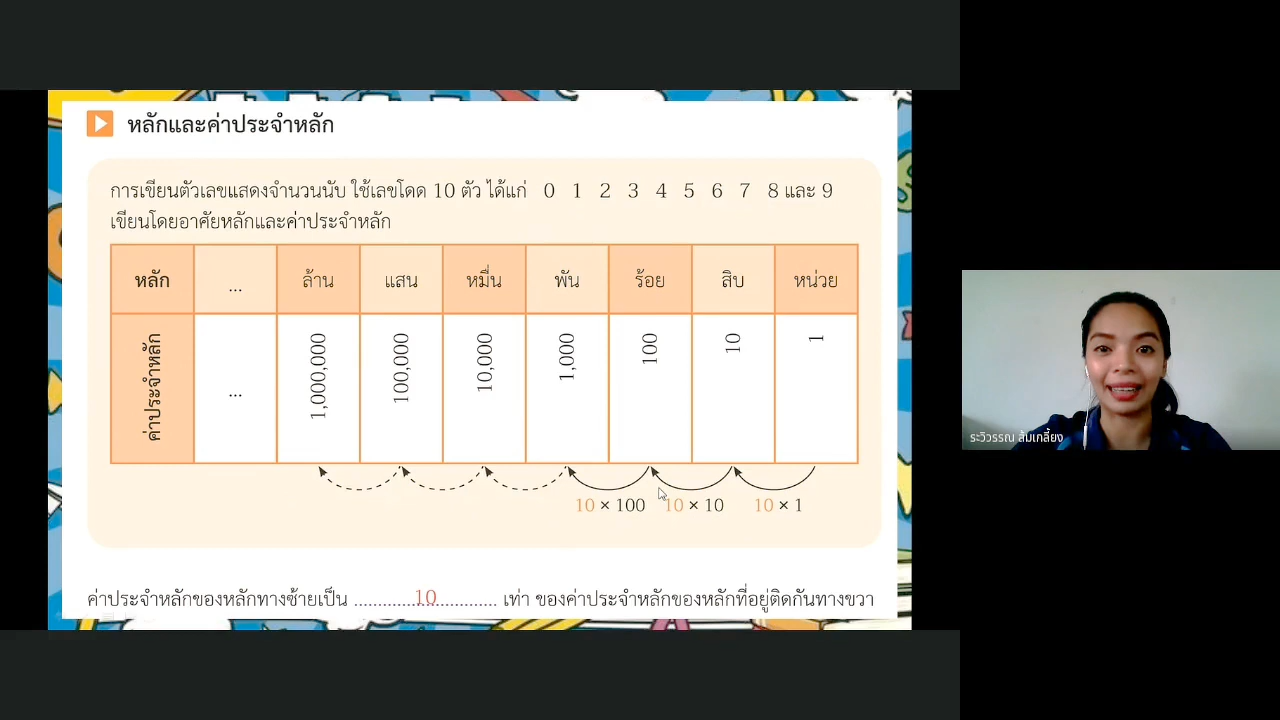 หลักและค่าประจำหลัก
การเขียนตัวเลขแสดงจำนวนนับ ใช้เลขโดด 10 ตัว ได้แก่ 0 1 2 3 4 5 6 7 8 และ 9
เขียนโดยอาศัยหลักและค่าประจำหลัก
หลัก ... ล้าน แสน หมื่น พัน ร้อย สิบ หน่วย
ค่าประจำหลัก ... 1,000,000 100,000 10,000 1,000 100 10 1
10 × 100 10 × 10 10 × 1
ค่าประจำหลักของหลักทางซ้ายเป็น ..............10.............. เท่า ของค่าประจำหลักของหลักที่อยู่ติดกันทางขวา
ระวิวรรณ ส้มเกลี้ยง